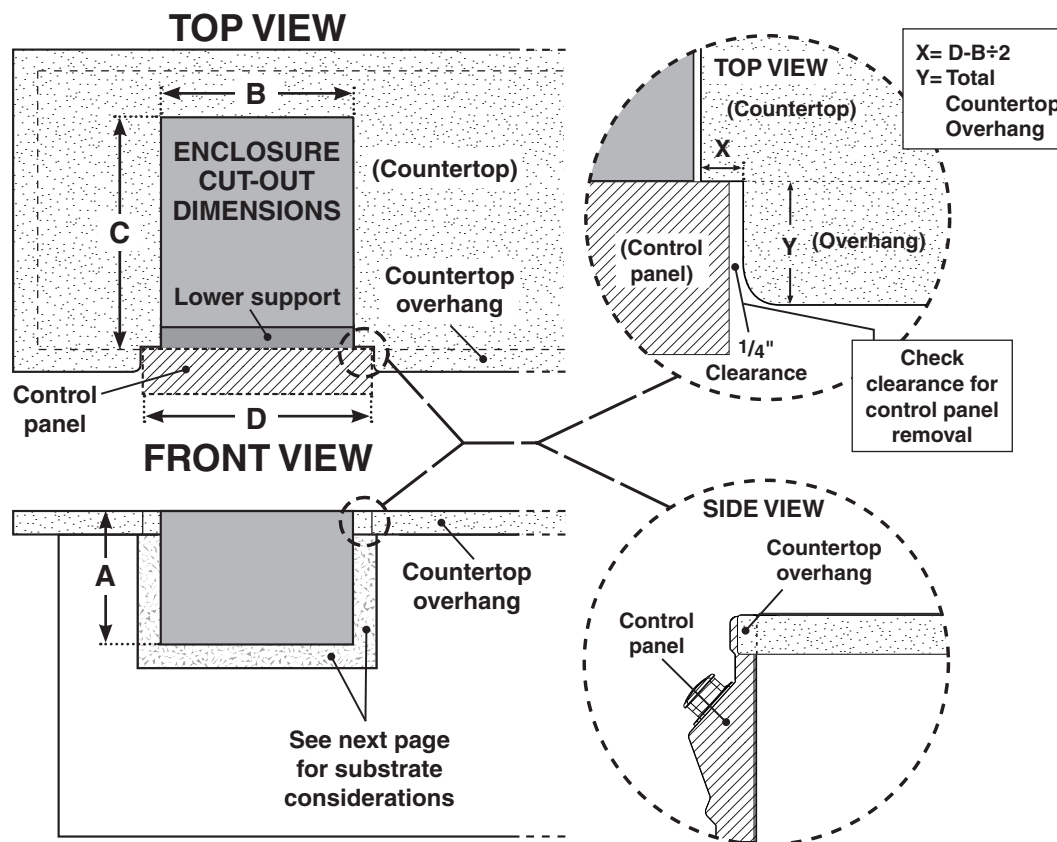 TOP VIEW
B
ENCLOSURE
CUT-OUT
DIMENSIONS
(Countertop)
C
Lower support
Countertop
overhang
Control
panel
D
TOP VIEW
(Countertop)
X
(Control
panel)
Y
(Overhang)
1/4"
Clearance
X= D-B÷2
Y= Total
Countertop
Overhang
Check
clearance for
control panel
removal
FRONT VIEW
A
Countertop
overhang
See next page
for substrate
considerations
SIDE VIEW
Countertop
overhang
Control
panel